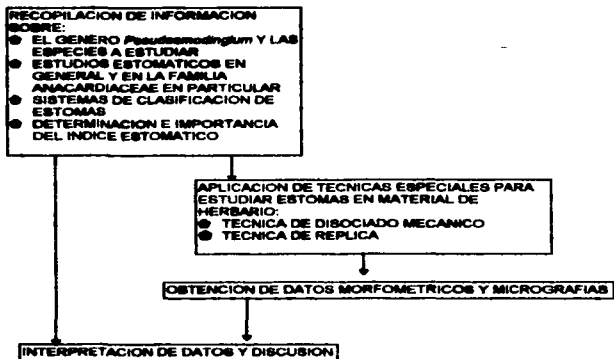 RECOPILACION DE INFORMACION
SOBRE:
● EL GENERO Pseudosmodingium Y LAS
ESPECIES A ESTUDIAR
● ESTUDIOS ESTOMATICOS EN
GENERAL Y EN LA FAMILIA
ANACARDIACEAE EN PARTICULAR
● SISTEMAS DE CLASIFICACION DE
ESTOMAS
● DETERMINACION E IMPORTANCIA
DEL INDICE ESTOMATICO
APLICACION DE TECNICAS ESPECIALES PARA
ESTUDIAR ESTOMAS EN MATERIAL DE
HERBARIO:
● TECNICA DE DISOCIADO MECANICO
● TECNICA DE REPLICA
OBTENCION DE DATOS MORFOMETRICOS Y MICROGRAFIAS
INTERPRETACION DE DATOS Y DISCUSION